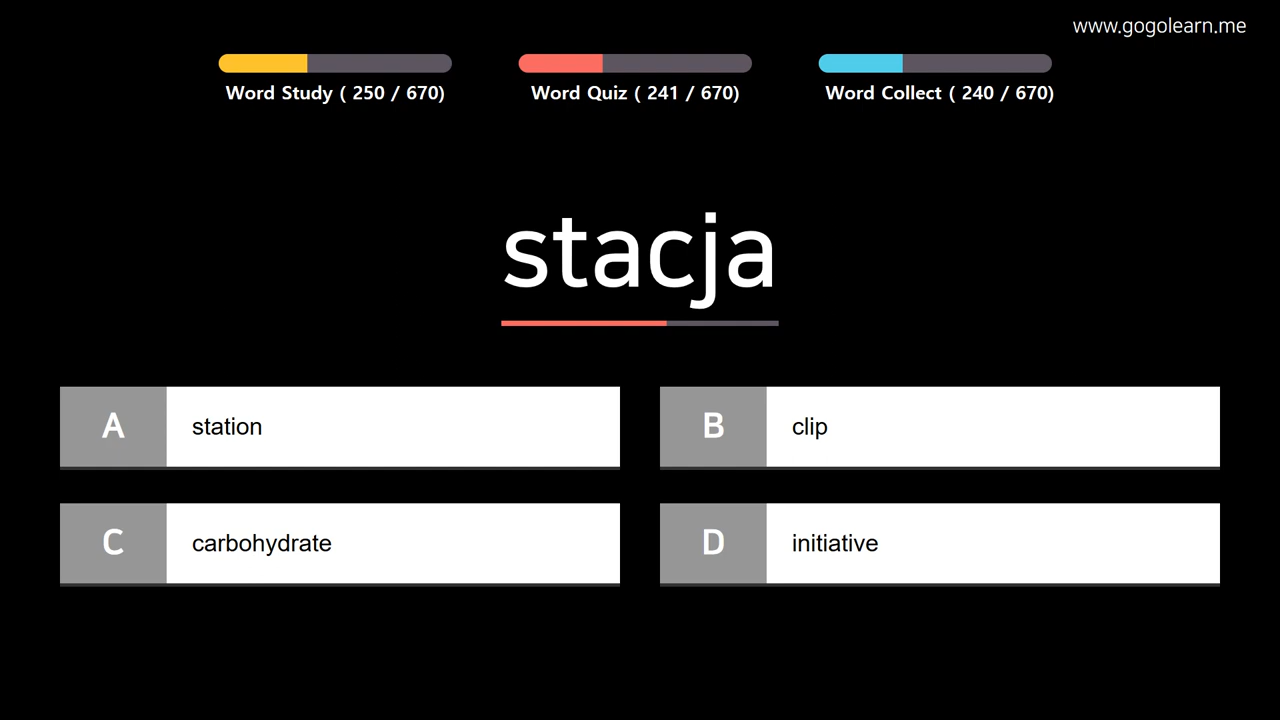 www.gogolearn.me
Word Study ( 250 / 670)
Word Quiz ( 241 / 670)
Word Collect ( 240 / 670)
stacja
A station
B clip
C carbohydrate
D initiative